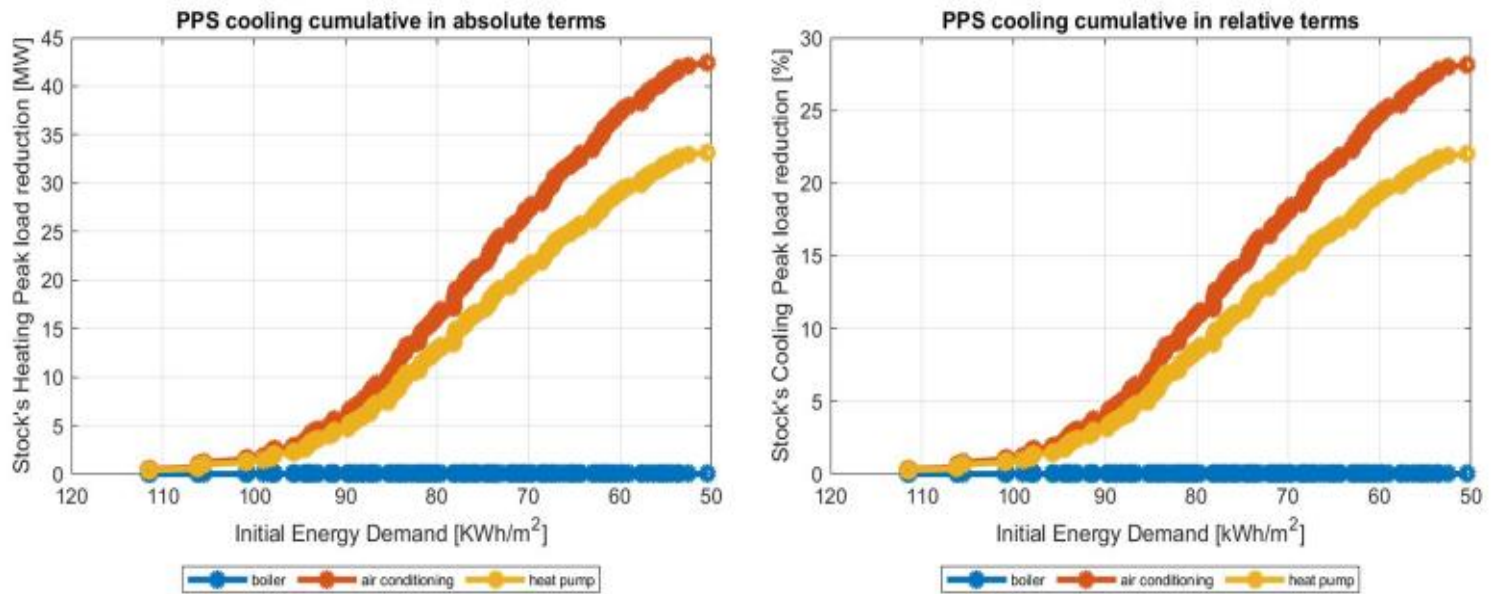 PPS cooling cumulative in absolute terms
Stock's Heating Peak load reduction [MW]
45
40
35
30
25
20
15
10
5
0
120 110 100 90 80 70 60 50
Initial Energy Demand [KWh/m²]
boiler air conditioning heat pump
PPS cooling cumulative in relative terms
Stock's Cooling Peak load reduction [%]
30
25
20
15
10
5
0
120 110 100 90 80 70 60 50
Initial Energy Demand [kWh/m²]
boiler air conditioning heat pump